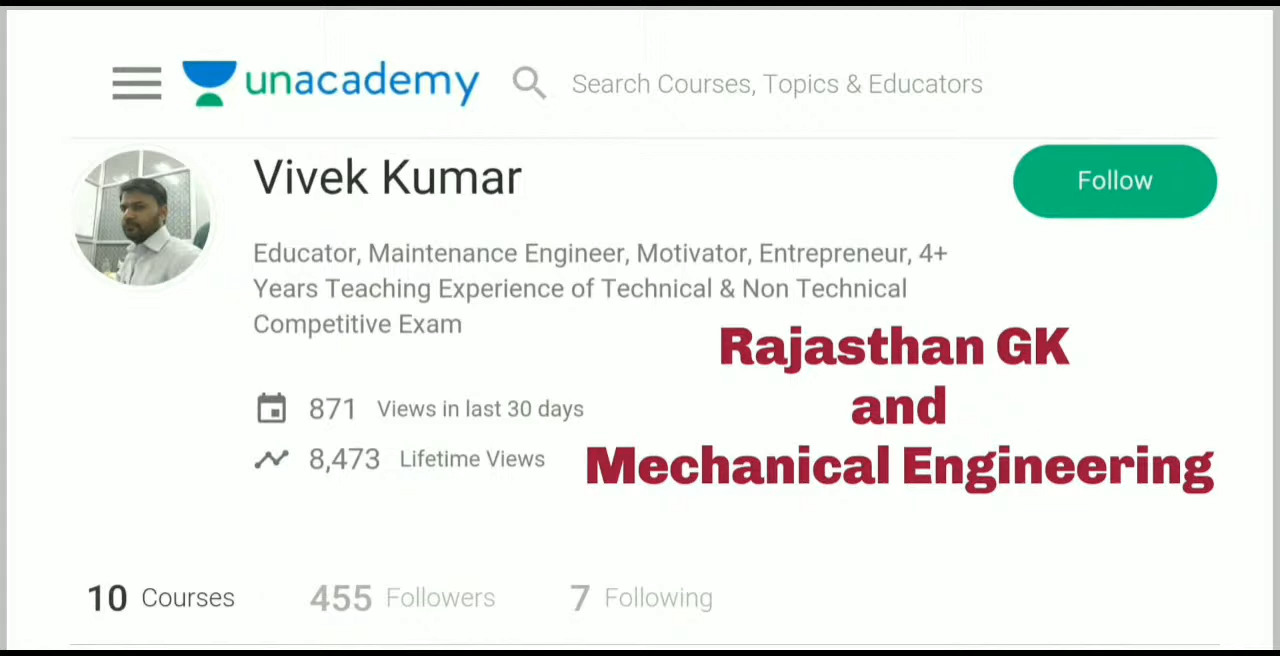 unacademy
Search Courses, Topics & Educators
Vivek Kumar
Follow
Educator, Maintenance Engineer, Motivator, Entrepreneur, 4+
Years Teaching Experience of Technical & Non Technical
Competitive Exam
Rajasthan GK
and
Mechanical Engineering
871 Views in last 30 days
8,473 Lifetime Views
10 Courses
455 Followers
7 Following